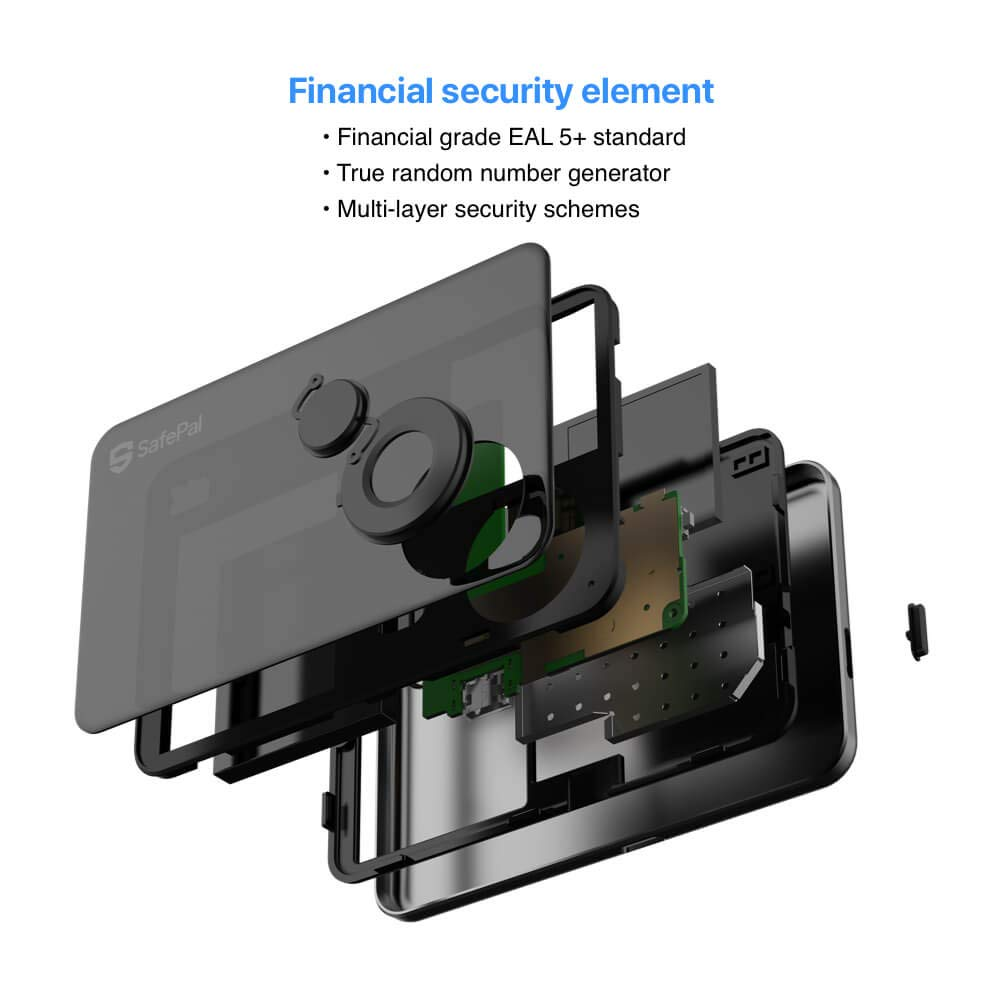 Financial security element
• Financial grade EAL 5+ standard
• True random number generator
• Multi-layer security schemes
SafePal